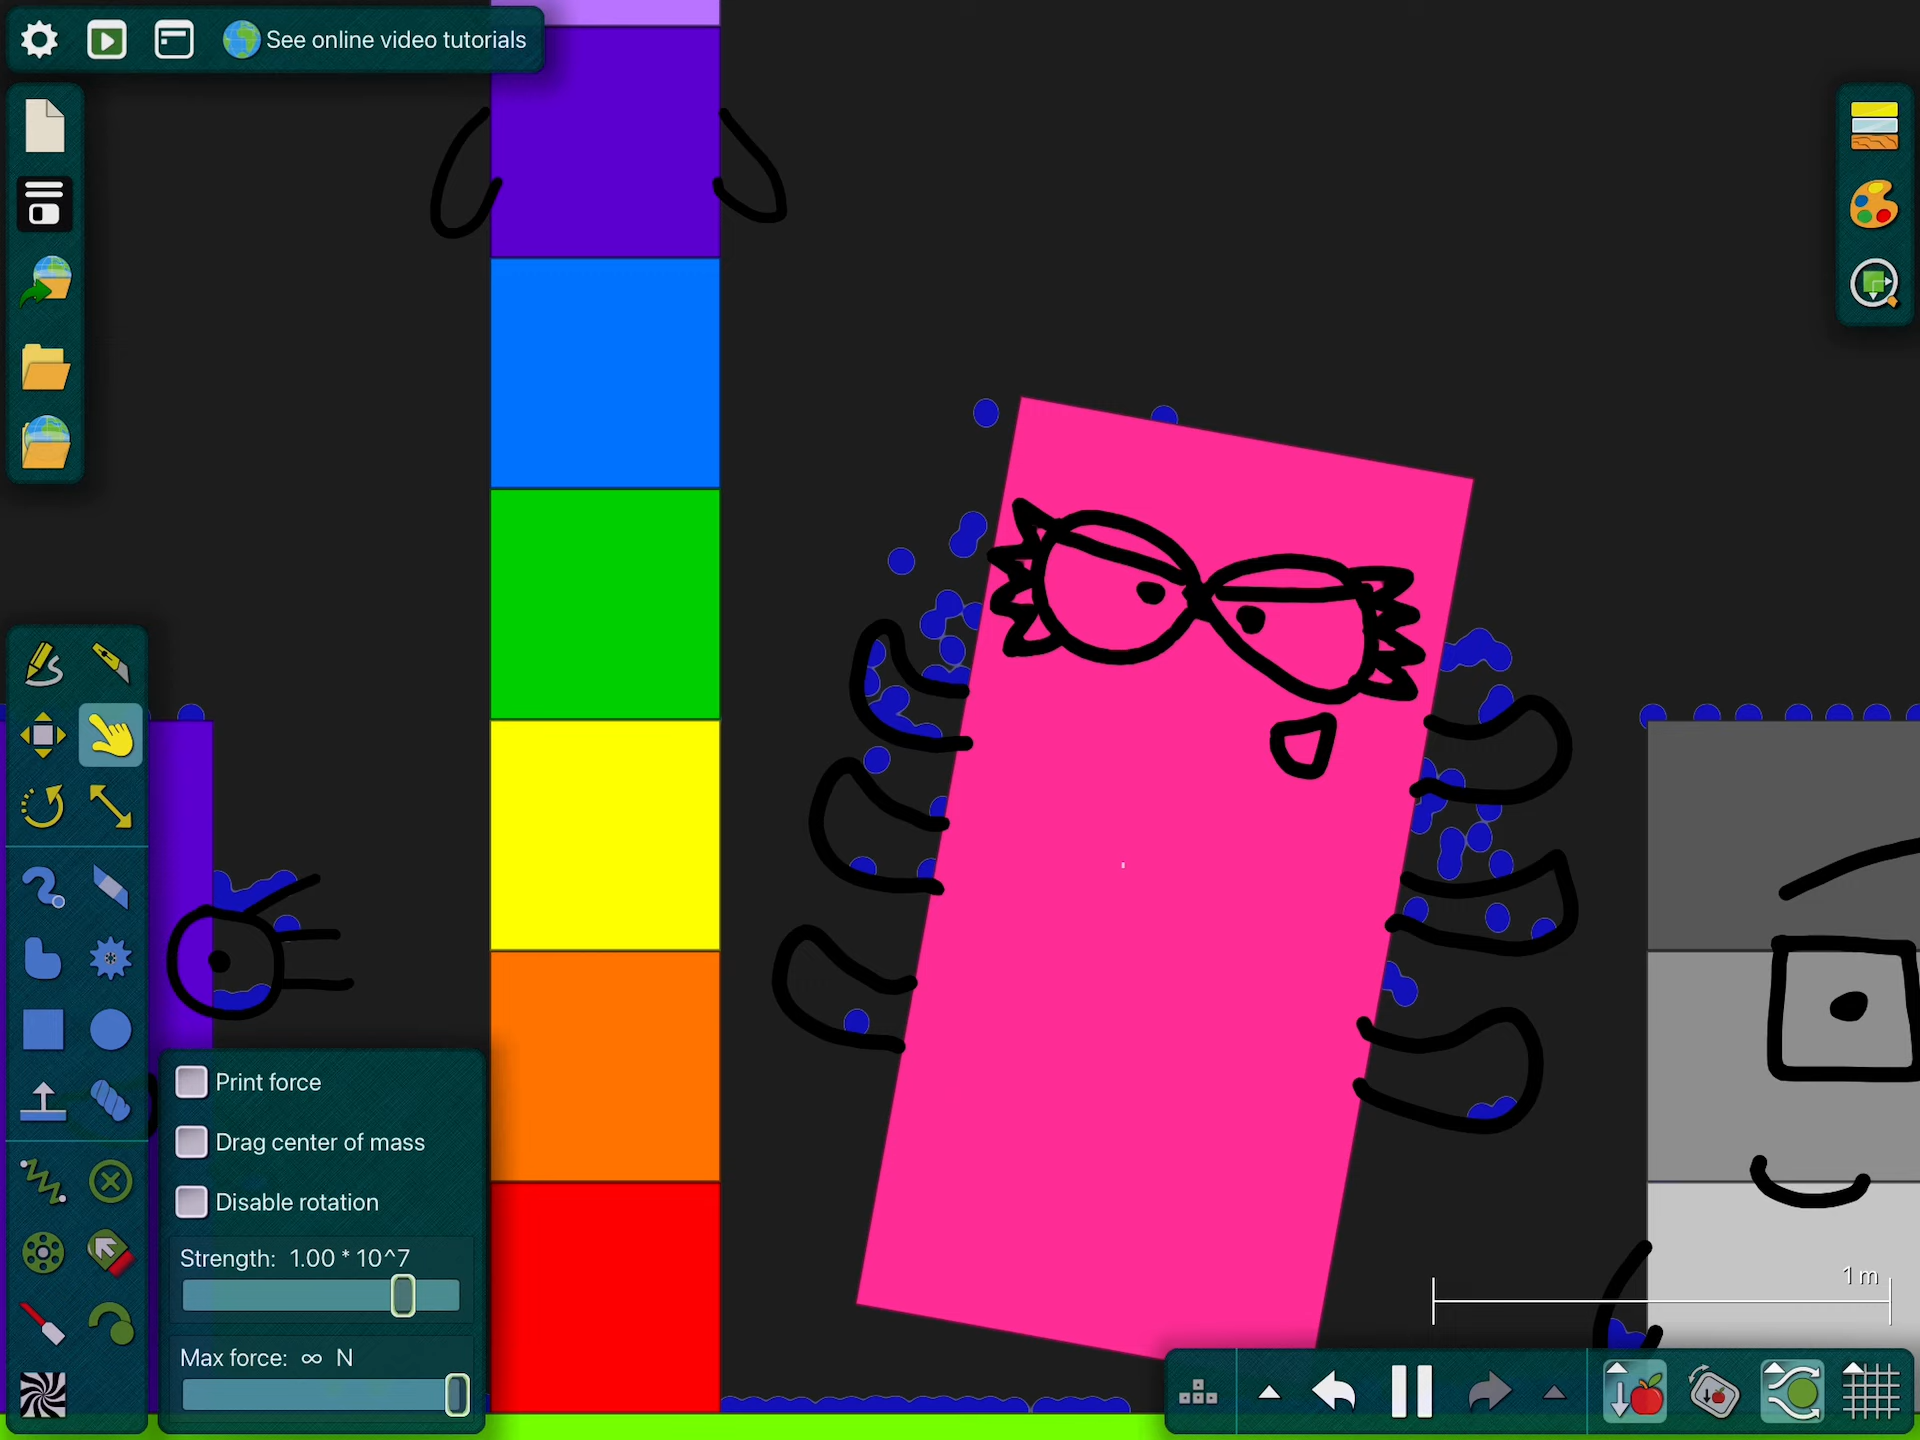 See online video tutorials
Print force
Drag center of mass
Disable rotation
Strength: 1.00 * 10^7
Max force: ∞ N
1 m